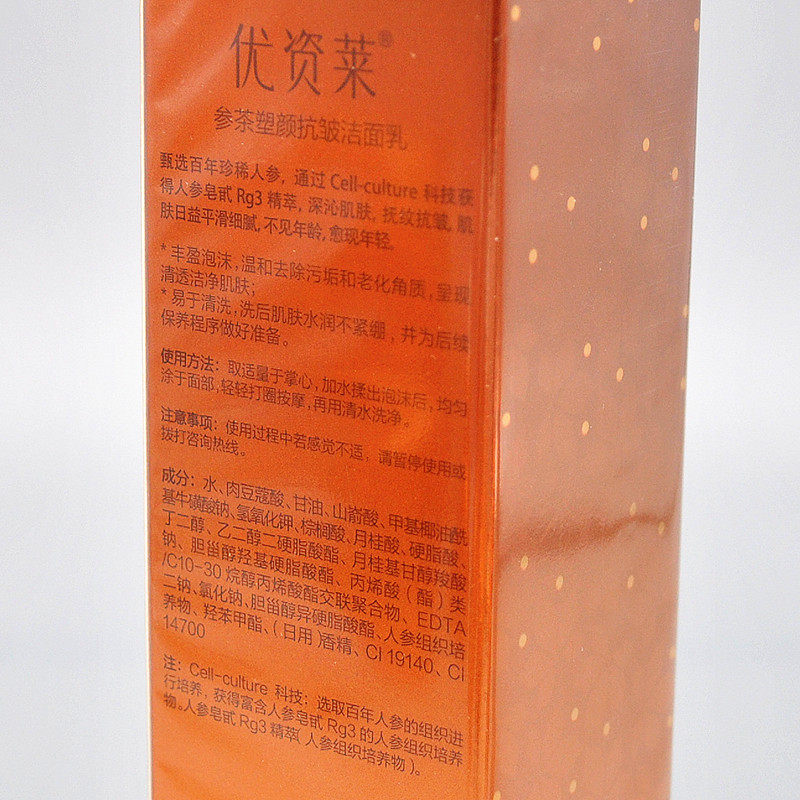 优资莱®
参茶塑颜抗皱洁面乳
甄选百年珍稀人参，通过 Cell-culture 科技获
得人参皂甙 Rg3 精萃，深沁肌肤，抚纹抗皱，肌
肤日益平滑细腻，不见年龄，愈现年轻。
* 丰盈泡沫，温和去除污垢和老化角质，呈现
清透洁净肌肤；
* 易于清洗，洗后肌肤水润不紧绷，并为后续
保养程序做好准备。
使用方法：取适量于掌心，加水揉出泡沫后，均匀
涂于面部，轻轻打圈按摩，再用清水洗净。
注意事项：使用过程中若感觉不适，请暂停使用或
拨打咨询热线。
成分：水、肉豆蔻酸、甘油、山嵛酸、甲基椰油酰
基牛磺酸钠、氢氧化钾、棕榈酸、月桂酸、硬脂酸、
丁二醇、乙二醇二硬脂酸酯、月桂基甘醇羧酸
钠、胆甾醇羟基硬脂酸酯、丙烯酸（酯）类
/C10-30 烷醇丙烯酸酯交联聚合物、EDTA
二钠、氯化钠、胆甾醇异硬脂酸酯、人参组织培
养物、羟苯甲酯、（日用）香精、CI 19140、CI
14700
注：Cell-culture 科技：选取百年人参的组织进
行培养，获得富含人参皂甙 Rg3 的人参组织培养
物。人参皂甙 Rg3 精萃（人参组织培养物）。